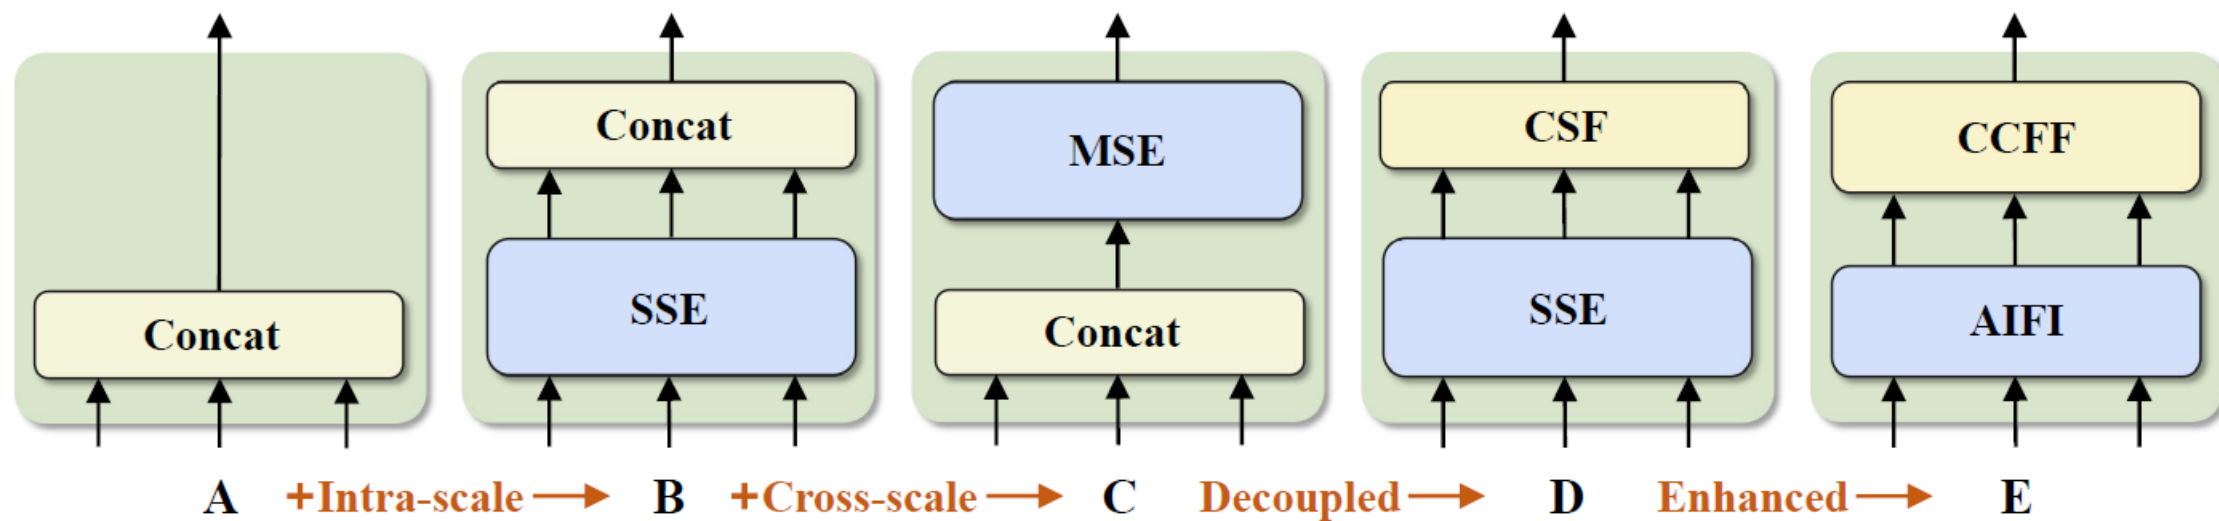 Concat
Concat
SSE
MSE
Concat
CSF
SSE
CCFF
AIFI
A +Intra-scale B +Cross-scale C Decoupled D Enhanced E